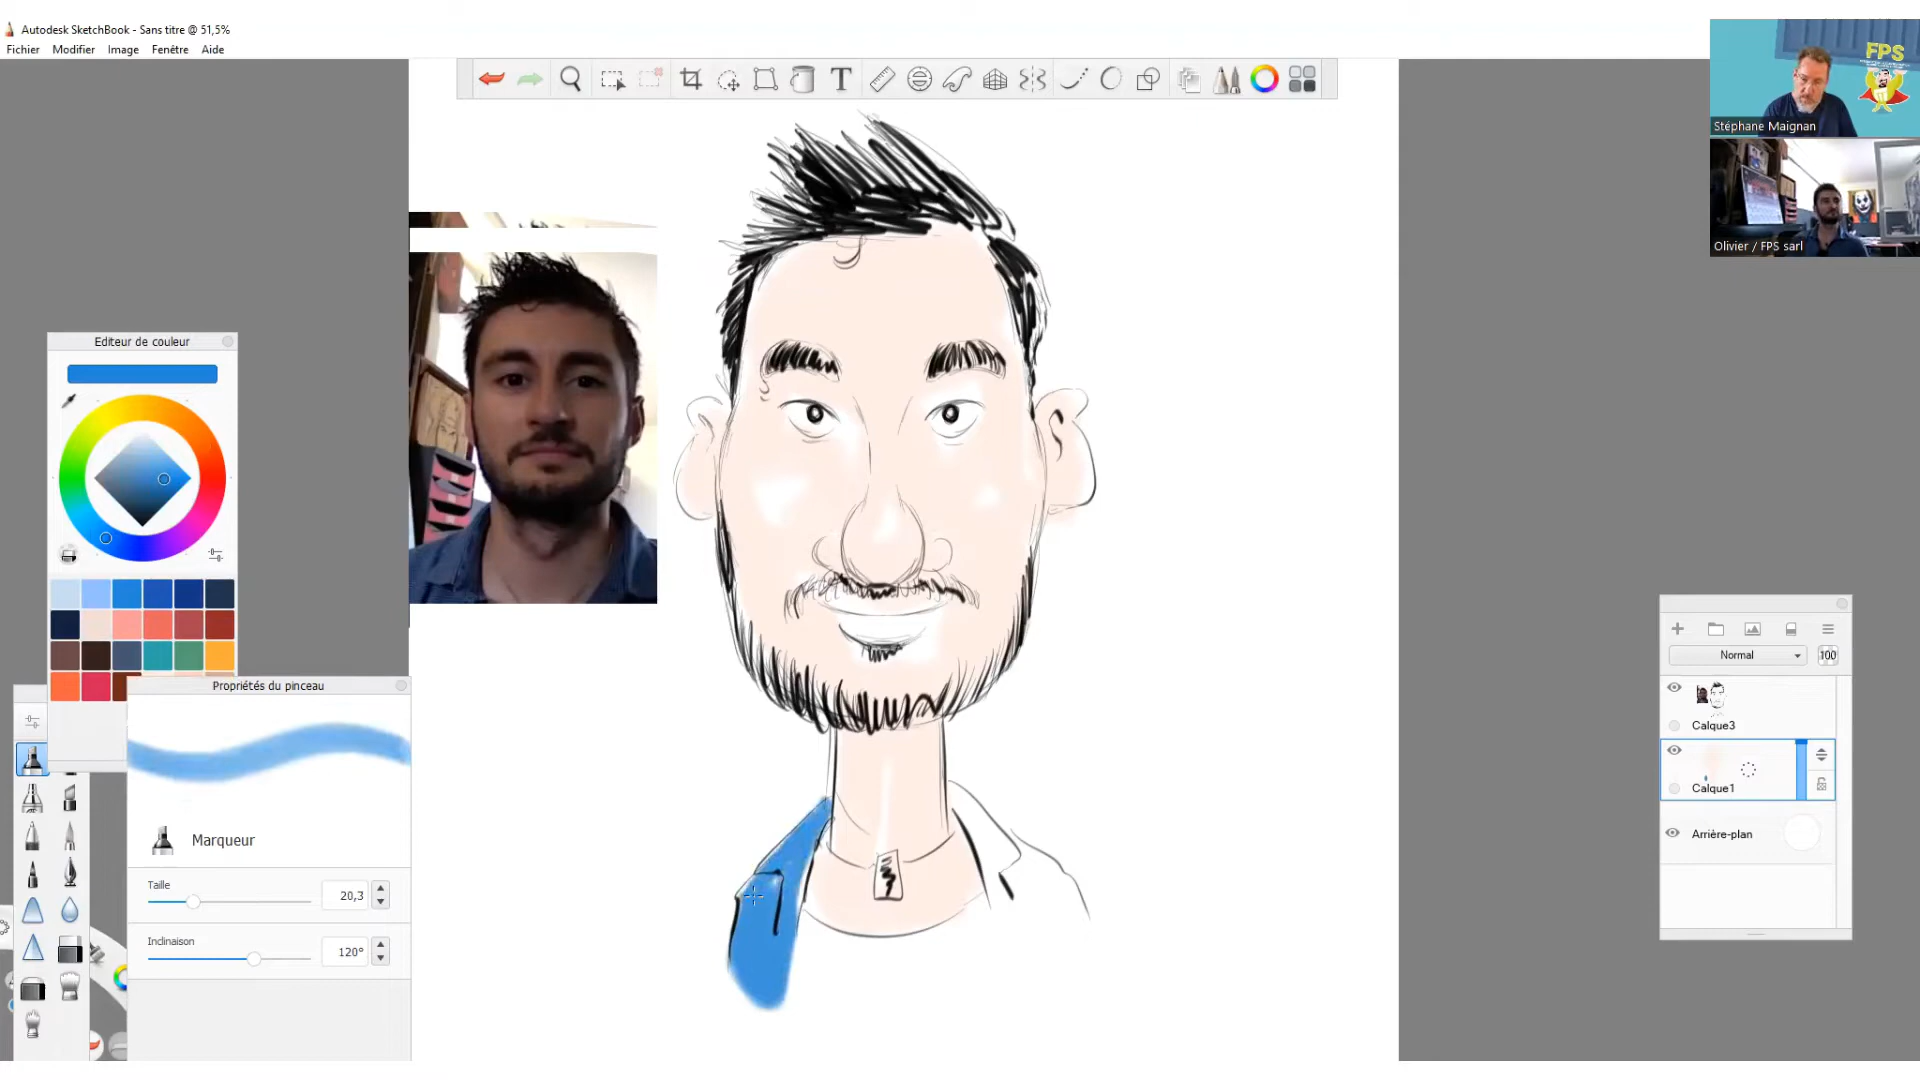 Autodesk SketchBook - Sans titre @ 51,5%
Fichier Modifier Image Fenêtre Aide
T
FPS
Stéphane Maignan
Olivier / FPS sarl
Editeur de couleur
Propriétés du pinceau
Marqueur
Taille
20,3
Inclinaison
120°
Normal
100
Calque3
Calque1
Arrière-plan